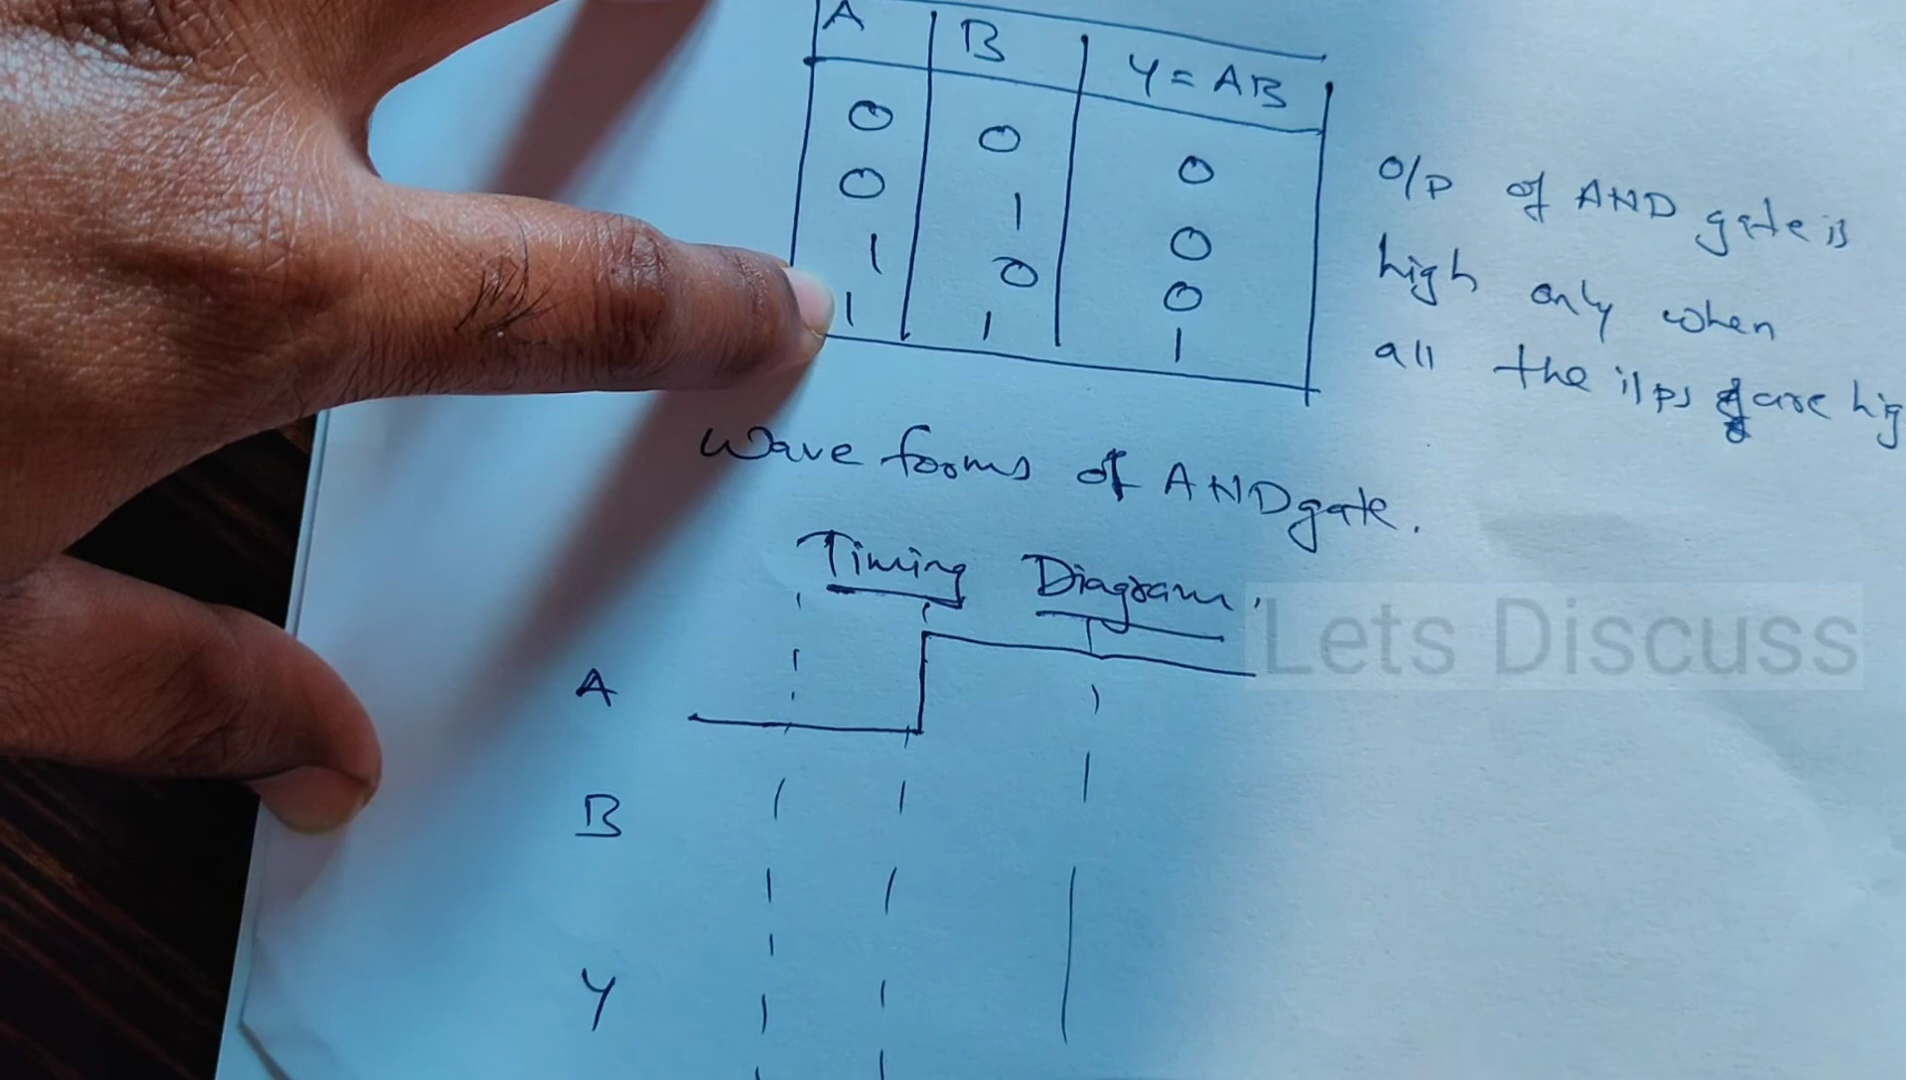 A B Y = AB
0 0 0
0 1 0
1 0 0
1 1 1
O/P of AND gate is
high only when
all the i/ps are hig
Wave forms of AND gate.
Timing Diagram.
Lets Discuss
A
B
Y